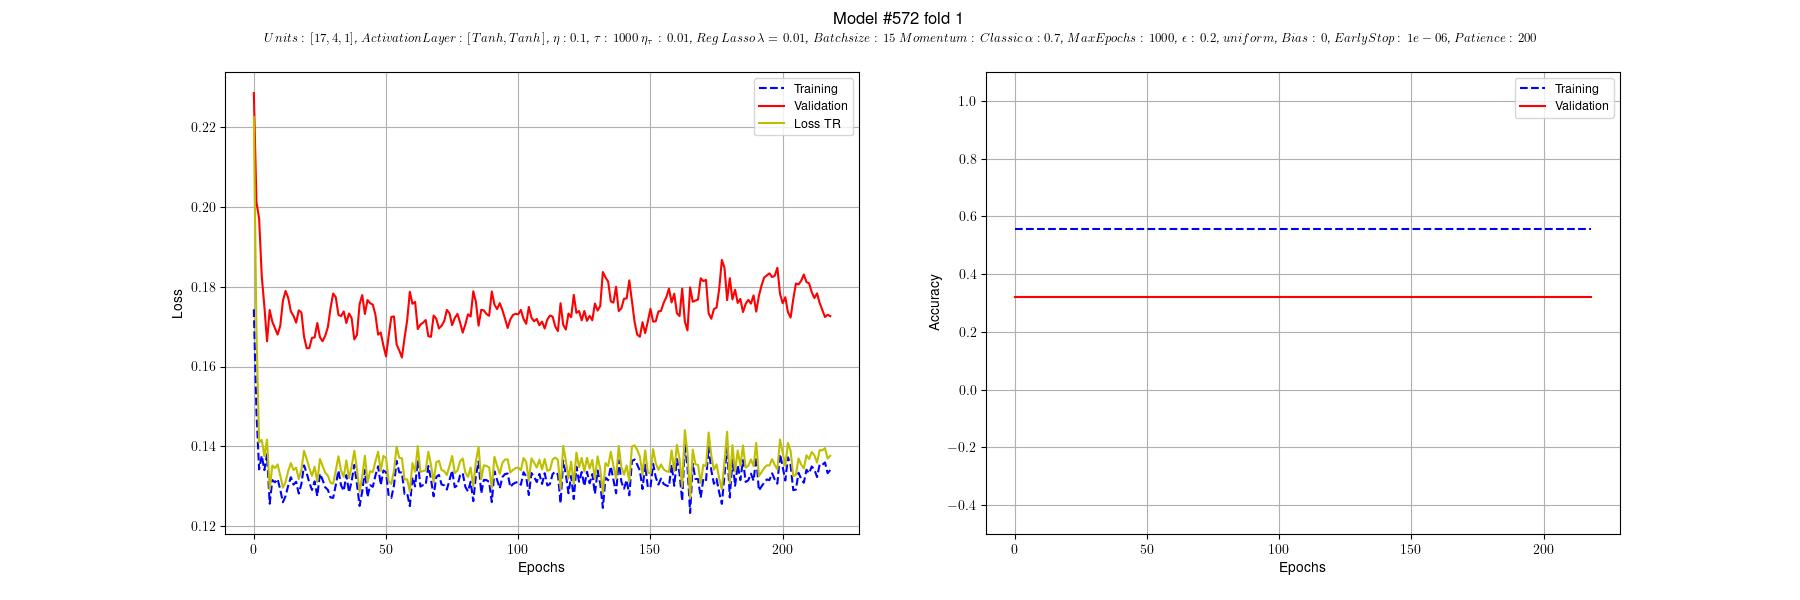 Model #572 fold 1
Units : [17, 4, 1], ActivationLayer : [Tanh, Tanh], η : 0.1, τ : 1000 ητ : 0.01, Reg Lasso λ = 0.01, Batchsize : 15 Momentum : Classic α : 0.7, MaxEpochs : 1000, ϵ : 0.2, uniform, Bias : 0, EarlyStop : 1e − 06, Patience : 200
Training
Validation
Loss TR
0.22
0.20
0.18
0.16
0.14
0.12
Loss
0 50 100 150 200
Epochs
Training
Validation
1.0
0.8
0.6
0.4
0.2
0.0
−0.2
−0.4
Accuracy
0 50 100 150 200
Epochs